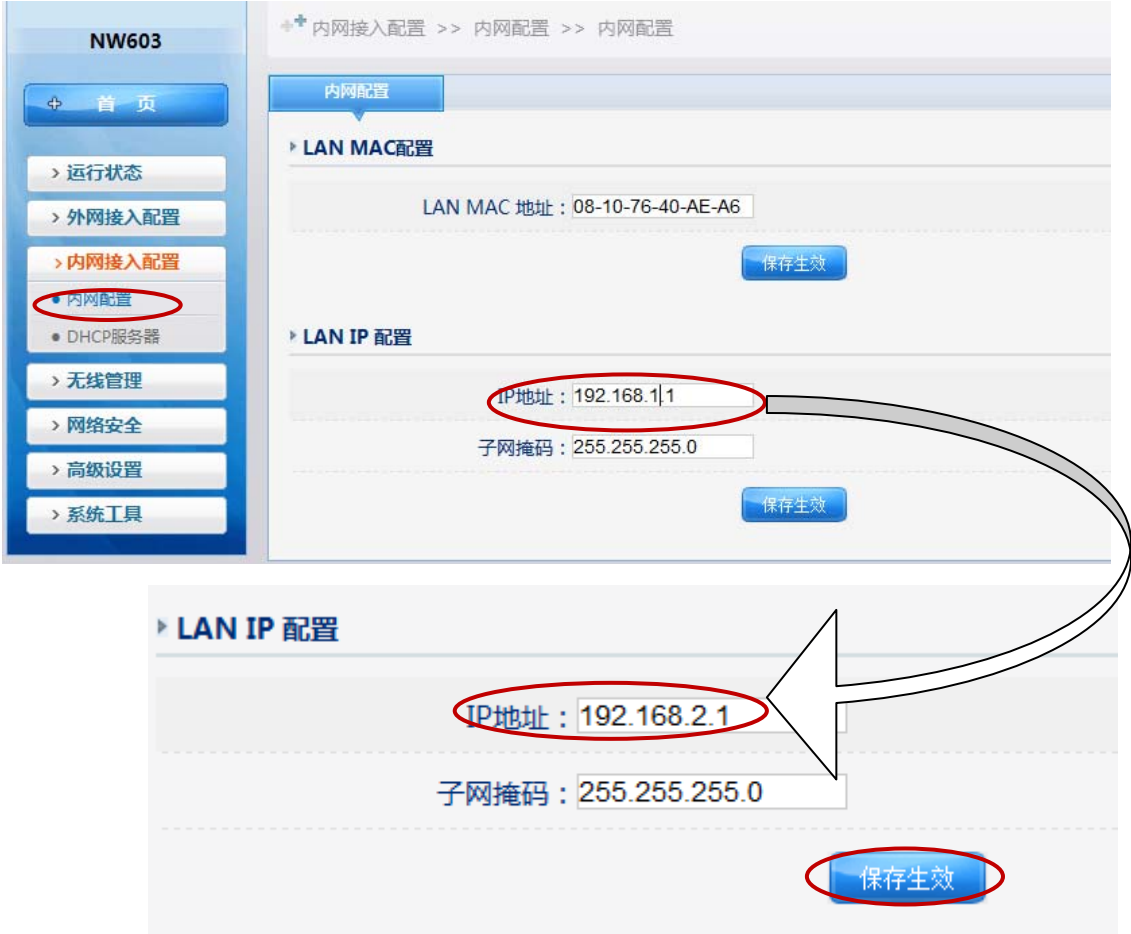 NW603
首 页
> 运行状态
> 外网接入配置
> 内网接入配置
• 内网配置
• DHCP服务器
> 无线管理
> 网络安全
> 高级设置
> 系统工具
内网接入配置 >> 内网配置 >> 内网配置
内网配置
LAN MAC配置
LAN MAC 地址：08-10-76-40-AE-A6
保存生效
LAN IP 配置
IP地址：192.168.1.1
子网掩码：255.255.255.0
保存生效
LAN IP 配置
IP地址：192.168.2.1
子网掩码：255.255.255.0
保存生效